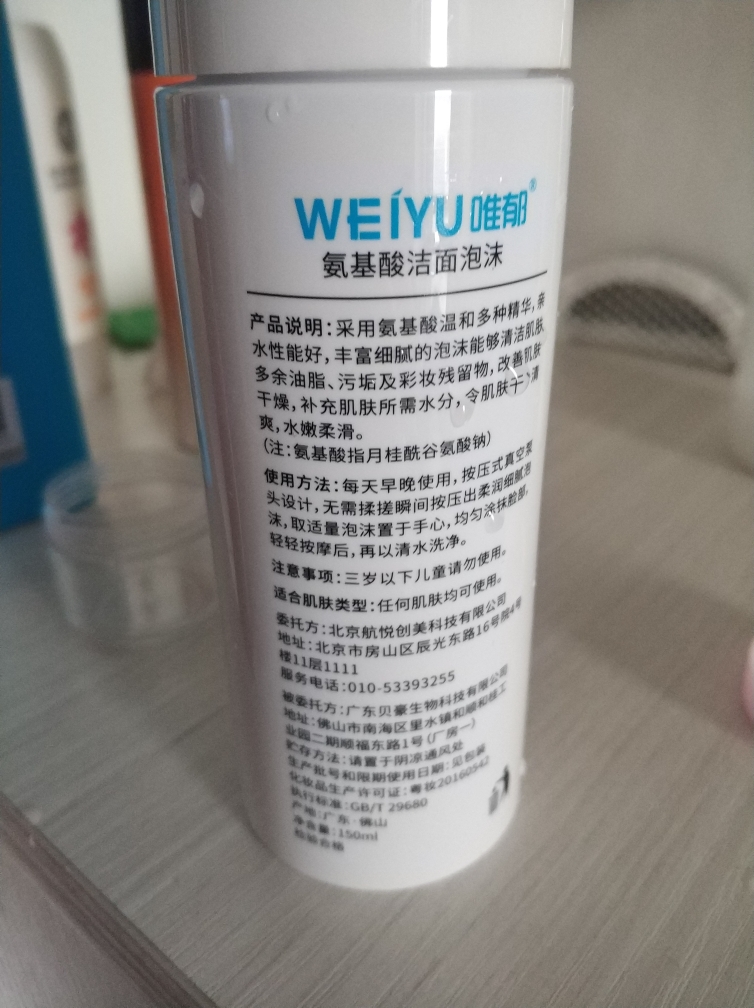 WEÍYU唯郁®
氨基酸洁面泡沫
产品说明:采用氨基酸温和多种精华,亲
水性能好,丰富细腻的泡沫能够清洁肌肤
多余油脂、污垢及彩妆残留物,改善肌肤
干燥,补充肌肤所需水分,令肌肤干净清
爽,水嫩柔滑。
(注:氨基酸指月桂酰谷氨酸钠)
使用方法:每天早晚使用,按压式真空泵
头设计,无需揉搓瞬间按压出柔润细腻泡
沫,取适量泡沫置于手心,均匀涂抹脸部,
轻轻按摩后,再以清水洗净。
注意事项:三岁以下儿童请勿使用。
适合肌肤类型:任何肌肤均可使用。
委托方:北京航悦创美科技有限公司
地址:北京市房山区辰光东路16号院4号
楼11层1111
服务电话:010-53393255
被委托方:广东贝豪生物科技有限公司
地址:佛山市南海区里水镇和顺和桂工
业园二期顺福东路1号(厂房一)
贮存方法:请置于阴凉通风处
生产批号和限期使用日期:见包装
化妆品生产许可证:粤妆20160542
执行标准:GB/T 29680
产地:广东·佛山
净含量:150ml
检验合格